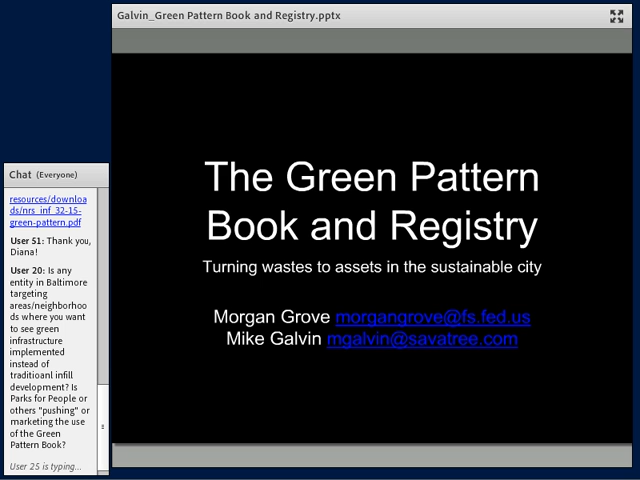 Galvin_Green Pattern Book and Registry.pptx
The Green Pattern
Book and Registry
Turning wastes to assets in the sustainable city
Morgan Grove morgangrove@fs.fed.us
Mike Galvin mgalvin@savatree.com
Chat (Everyone)
resources/downloa
ds/nrs_inf_32-15-
green-pattern.pdf
User 51: Thank you,
Diana!
User 20: Is any
entity in Baltimore
targeting
areas/neighborhoo
ds where you want
to see green
infrastructure
implemented
instead of
traditioanl infill
development? Is
Parks for People or
others "pushing" or
marketing the use
of the Green
Pattern Book?
User 25 is typing...